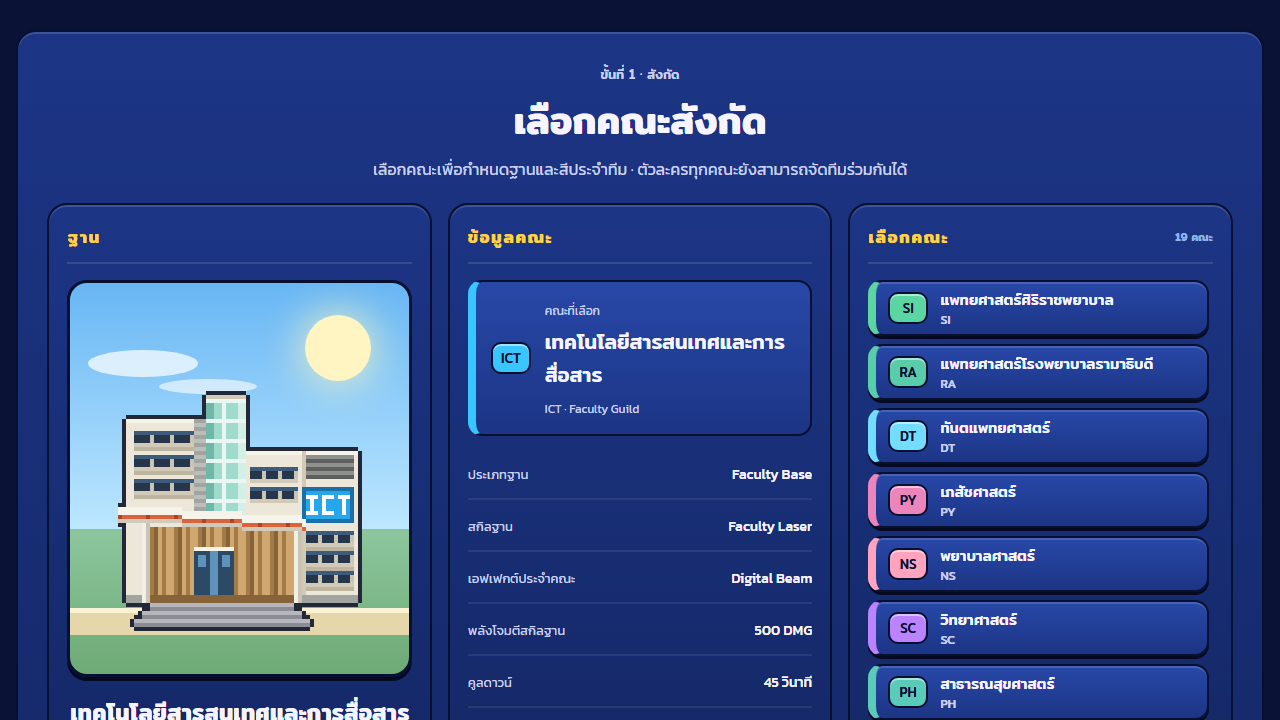 ขั้นที่ 1 · สังกัด
เลือกคณะสังกัด
เลือกคณะเพื่อกำหนดฐานและสีประจำทีม · ตัวละครทุกคณะยังสามารถจัดทีมร่วมกันได้
ฐาน
ICT
เทคโนโลยีสารสนเทศและการสื่อสาร
ข้อมูลคณะ
ICT
คณะที่เลือก
เทคโนโลยีสารสนเทศและการ
สื่อสาร
ICT · Faculty Guild
ประเภทฐาน Faculty Base
สกิลฐาน Faculty Laser
เอฟเฟกต์ประจำคณะ Digital Beam
พลังโจมตีสกิลฐาน 500 DMG
คูลดาวน์ 45 วินาที
เลือกคณะ 19 คณะ
SI แพทยศาสตร์ศิริราชพยาบาล
SI
RA แพทยศาสตร์โรงพยาบาลรามาธิบดี
RA
DT ทันตแพทยศาสตร์
DT
PY เภสัชศาสตร์
PY
NS พยาบาลศาสตร์
NS
SC วิทยาศาสตร์
SC
PH สาธารณสุขศาสตร์
PH